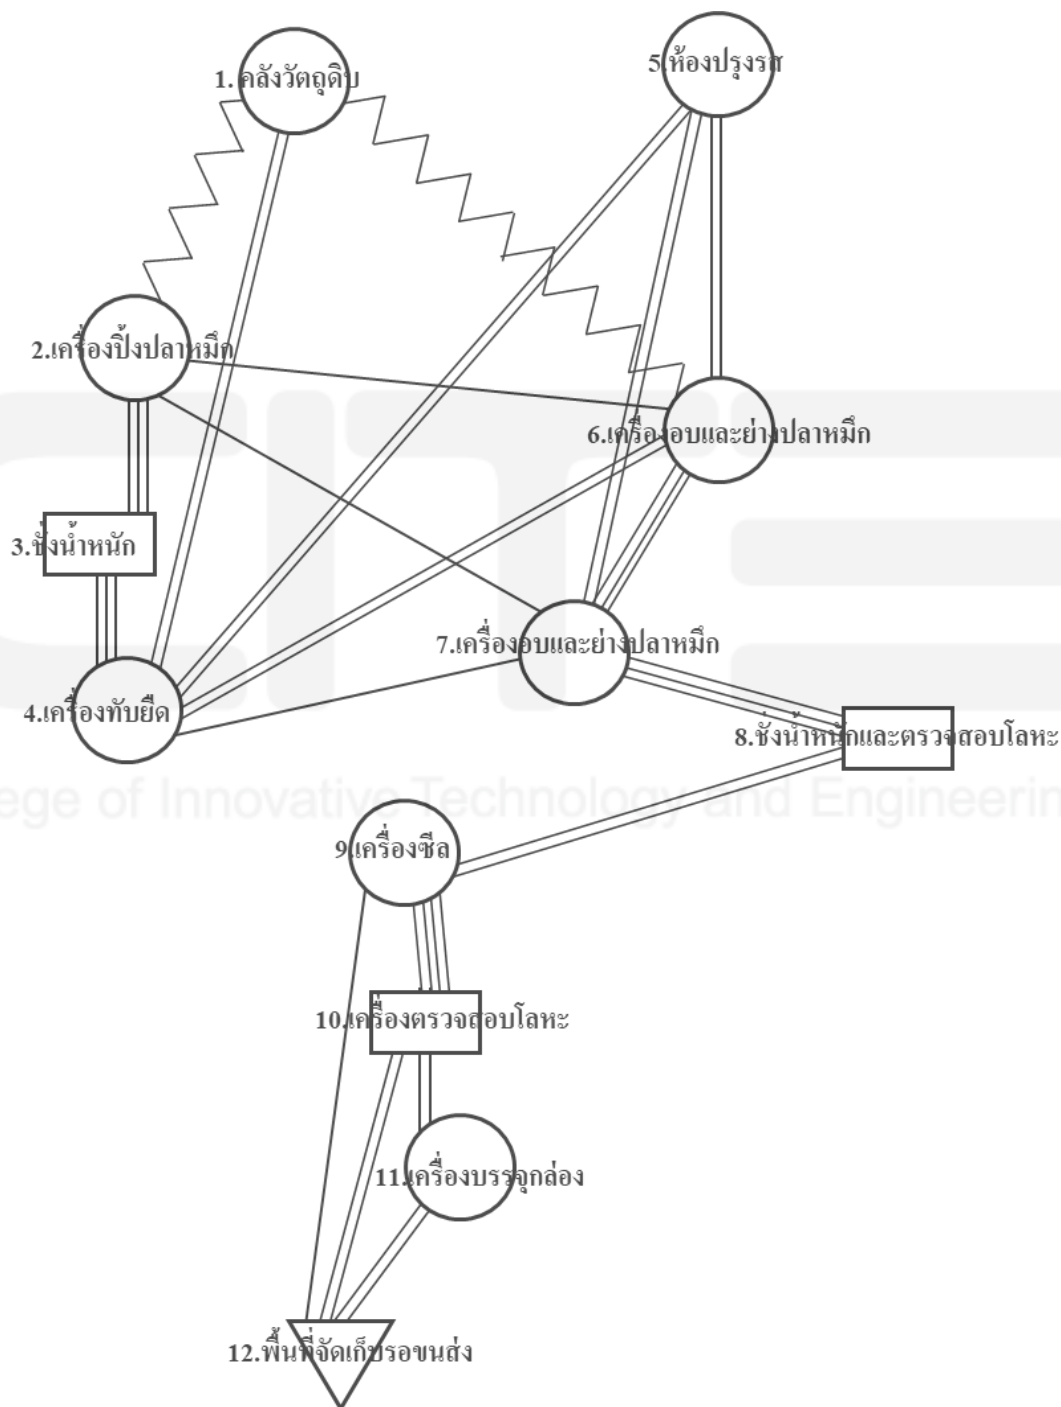 1. คลังวัตถุดิบ
5.ห้องปรุงรส
2.เครื่องปิ้งปลาหมึก
6.เครื่องอบและย่างปลาหมึก
3.ชั่งน้ำหนัก
7.เครื่องอบและย่างปลาหมึก
4.เครื่องทับยืด
8.ชั่งน้ำหนักและตรวจสอบโลหะ
ege of Innovative Technology and Engineerin
9.เครื่องซีล
10.เครื่องตรวจสอบโลหะ
11.เครื่องบรรจุกล่อง
12.พื้นที่จัดเก็บรอขนส่ง